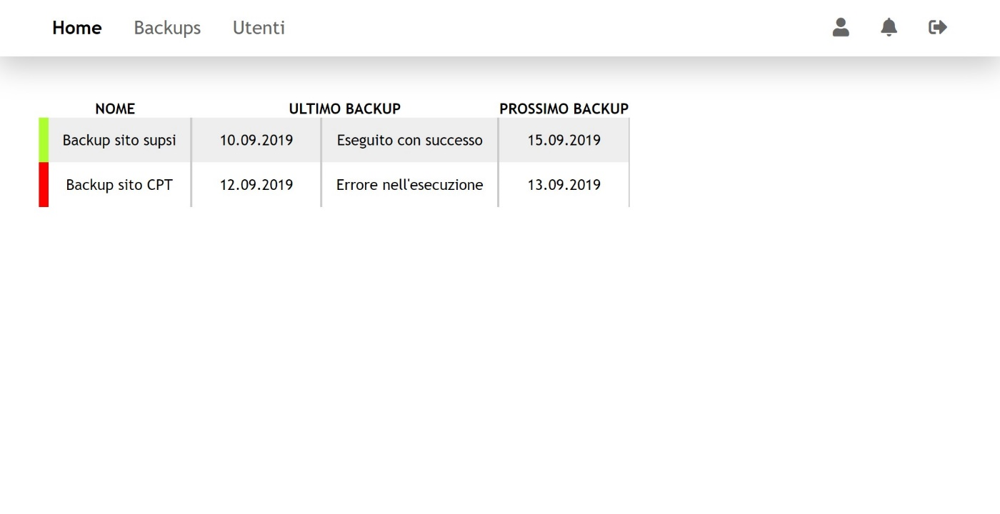 Home Backups Utenti
NOME ULTIMO BACKUP PROSSIMO BACKUP
Backup sito supsi 10.09.2019 Eseguito con successo 15.09.2019
Backup sito CPT 12.09.2019 Errore nell'esecuzione 13.09.2019